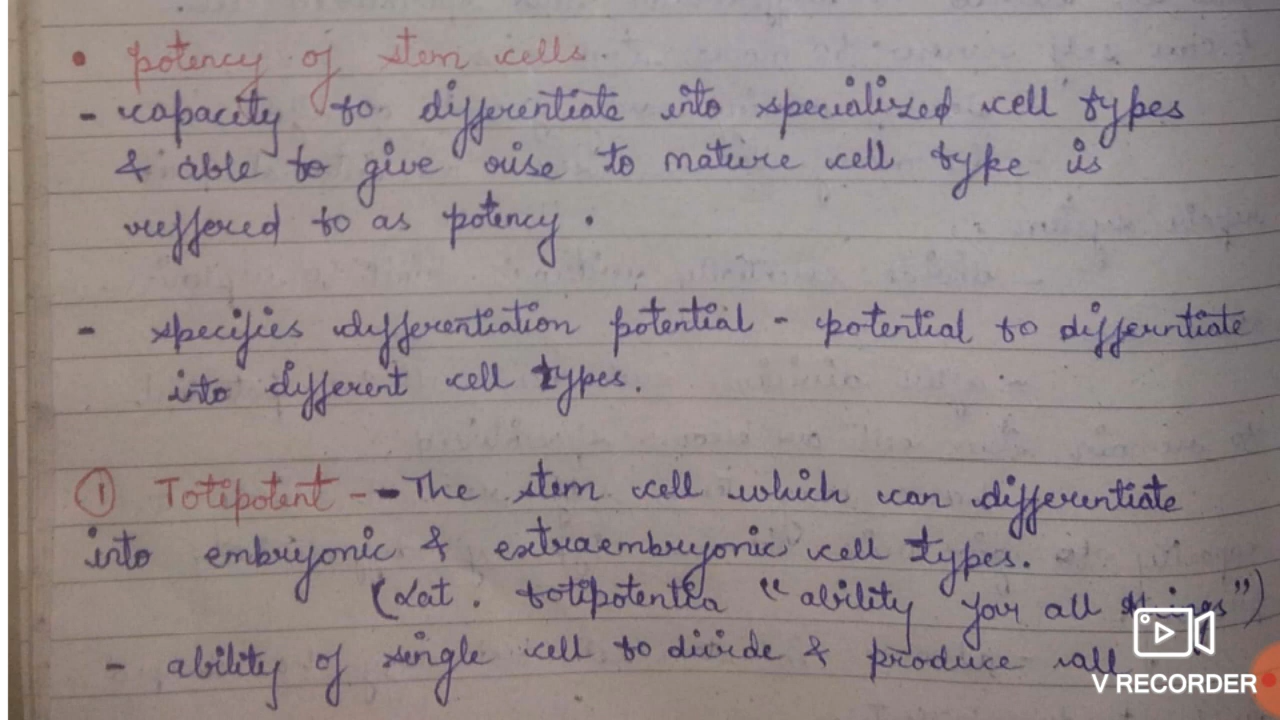 • potency of stem cells.
- capacity to differentiate into specialized cell types
& able to give rise to mature cell type is
reffered to as potency.
- specifies differentiation potential - potential to differntiate
into different cell types.
① Totipotent -- The stem cell which can differentiate
into embryonic & extraembryonic cell types.
(Lat. totipotentia "ability for all things")
- ability of single cell to divide & produce all
V RECORDER